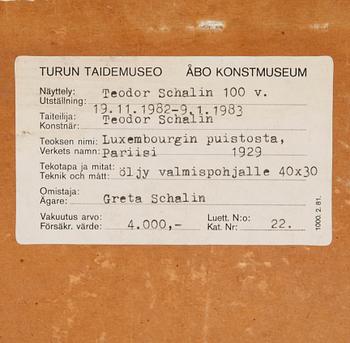 TURUN TAIDEMUSEO ÅBO KONSTMUSEUM
Näyttely: Teodor Schalin 100 v.
Utställning: 19.11.1982-9.1.1983
Taiteilija: Teodor Schalin
Konstnär:
Teoksen nimi: Luxembourgin puistosta,
Verkets namn: Pariisi 1929
Tekotapa ja mitat: öljy valmispohjalle 40x30
Teknik och mått:
Omistaja: Greta Schalin
Ägare:
Vakuutus arvo: 4.000,- Luett. N:o: 22.
Försäkr. värde: Kat. Nr:
1000. 2. 81.